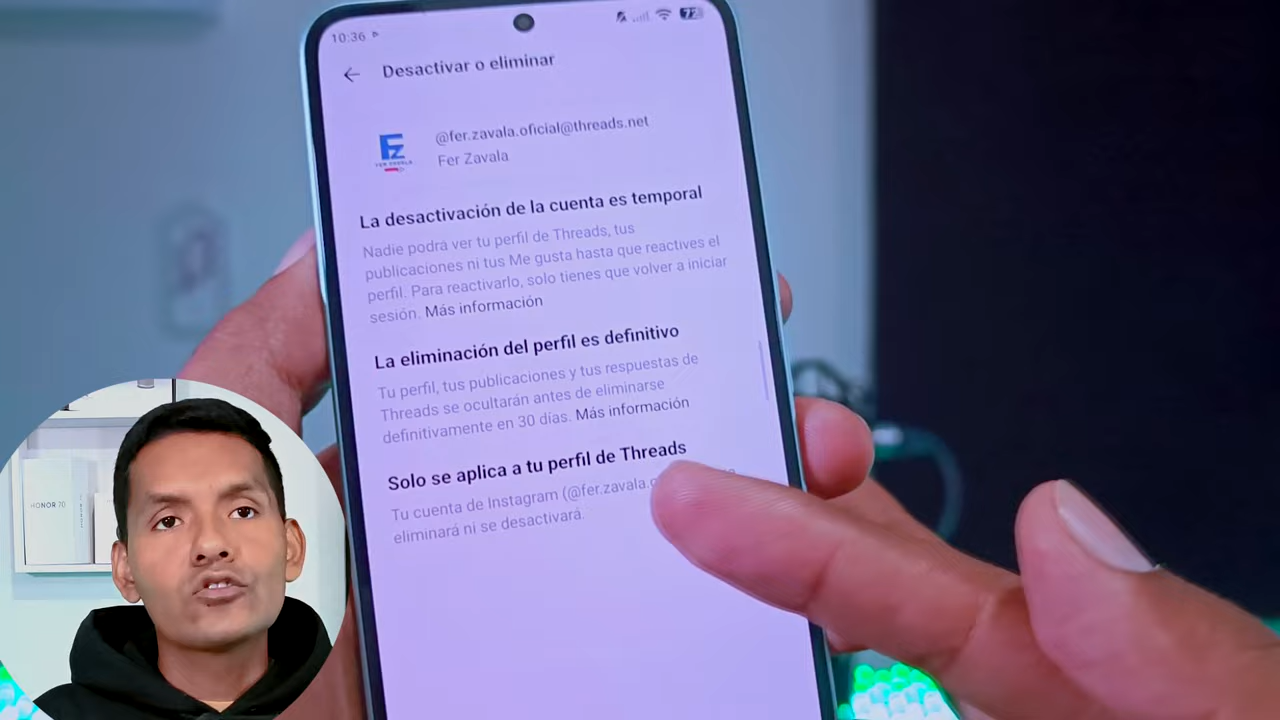 10:36
72
Desactivar o eliminar
Fz
@fer.zavala.oficial@threads.net
Fer Zavala
La desactivación de la cuenta es temporal
Nadie podrá ver tu perfil de Threads, tus
publicaciones ni tus Me gusta hasta que reactives el
perfil. Para reactivarlo, solo tienes que volver a iniciar
sesión. Más información
La eliminación del perfil es definitivo
Tu perfil, tus publicaciones y tus respuestas de
Threads se ocultarán antes de eliminarse
definitivamente en 30 días. Más información
Solo se aplica a tu perfil de Threads
Tu cuenta de Instagram (@fer.zavala.
eliminará ni se desactivará.
HONOR 70